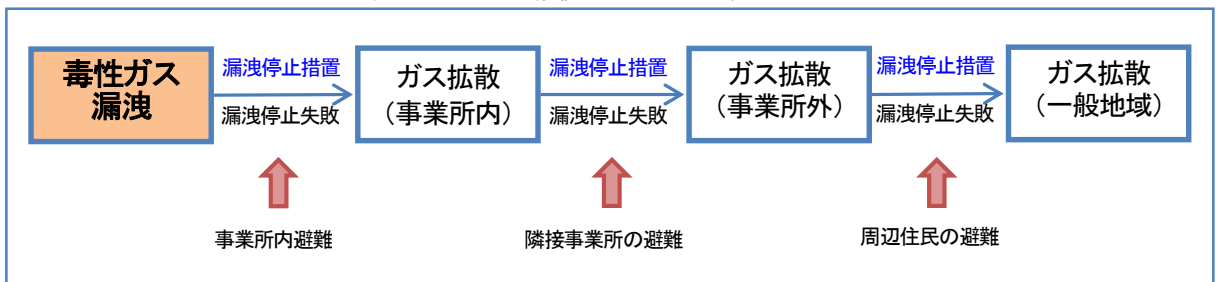 毒性ガス
漏洩
漏洩停止措置
漏洩停止失敗
ガス拡散
（事業所内）
漏洩停止措置
漏洩停止失敗
ガス拡散
（事業所外）
漏洩停止措置
漏洩停止失敗
ガス拡散
（一般地域）
事業所内避難
隣接事業所の避難
周辺住民の避難